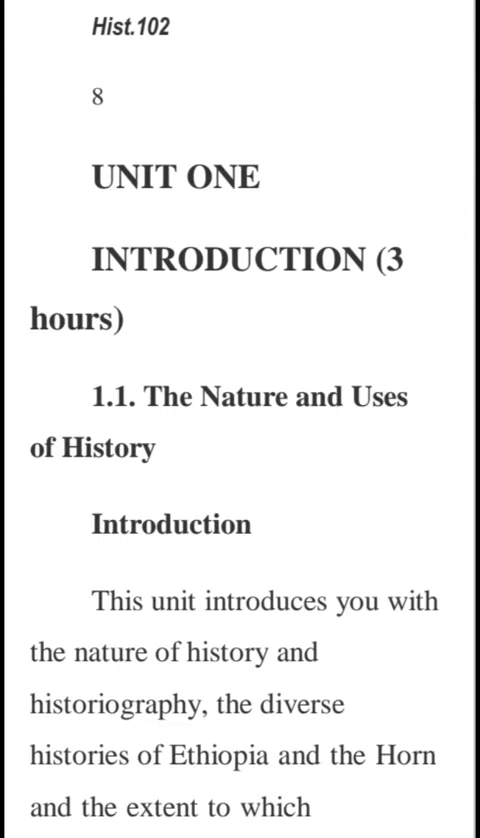 Hist.102
8
UNIT ONE
INTRODUCTION (3
hours)
1.1. The Nature and Uses
of History
Introduction
This unit introduces you with
the nature of history and
historiography, the diverse
histories of Ethiopia and the Horn
and the extent to which